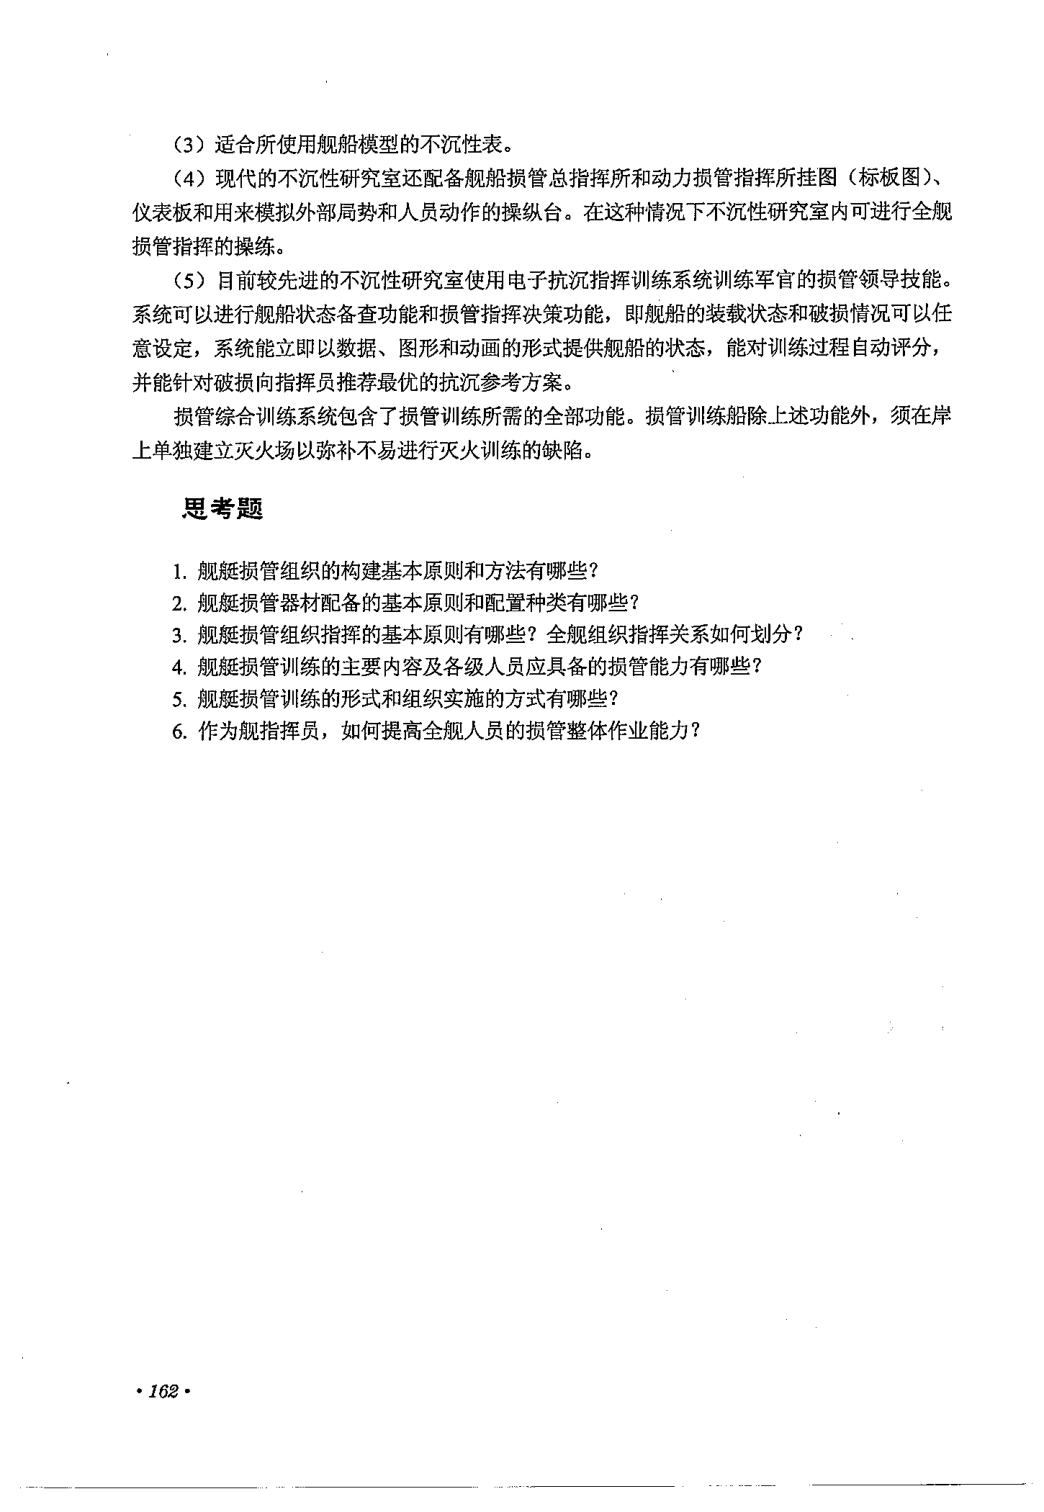 （3）适合所使用舰船模型的不沉性表。
（4）现代的不沉性研究室还配备舰船损管总指挥所和动力损管指挥所挂图（标板图）、
仪表板和用来模拟外部局势和人员动作的操纵台。在这种情况下不沉性研究室内可进行全舰
损管指挥的操练。
（5）目前较先进的不沉性研究室使用电子抗沉指挥训练系统训练军官的损管领导技能。
系统可以进行舰船状态备查功能和损管指挥决策功能，即舰船的装载状态和破损情况可以任
意设定，系统能立即以数据、图形和动画的形式提供舰船的状态，能对训练过程自动评分，
并能针对破损向指挥员推荐最优的抗沉参考方案。
损管综合训练系统包含了损管训练所需的全部功能。损管训练船除上述功能外，须在岸
上单独建立灭火场以弥补不易进行灭火训练的缺陷。
思考题
1. 舰艇损管组织的构建基本原则和方法有哪些？
2. 舰艇损管器材配备的基本原则和配置种类有哪些？
3. 舰艇损管组织指挥的基本原则有哪些？全舰组织指挥关系如何划分？
4. 舰艇损管训练的主要内容及各级人员应具备的损管能力有哪些？
5. 舰艇损管训练的形式和组织实施的方式有哪些？
6. 作为舰指挥员，如何提高全舰人员的损管整体作业能力？
·162·